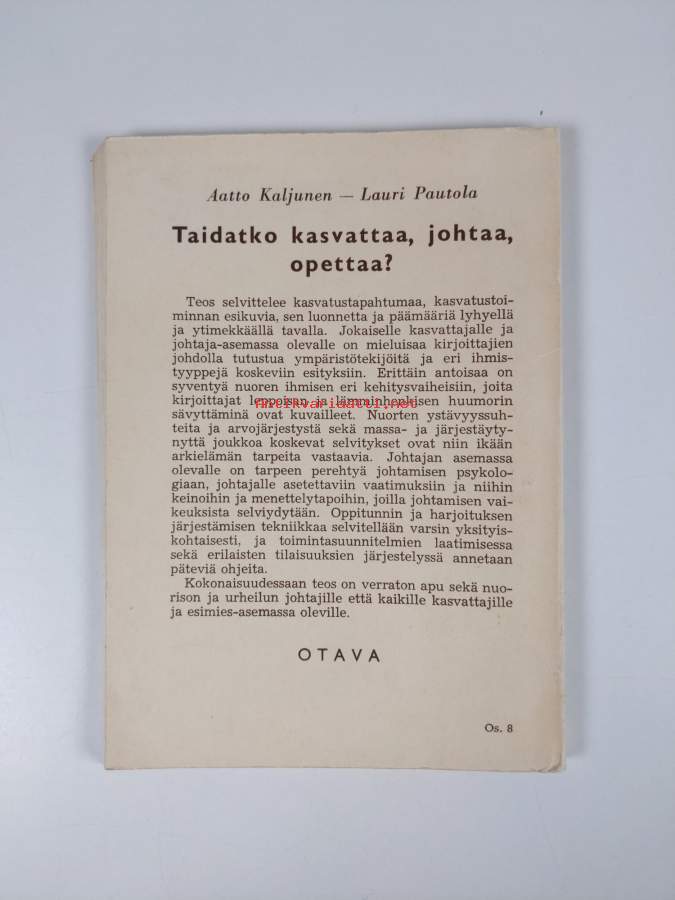 Aatto Kaljunen — Lauri Pautola
Taidatko kasvattaa, johtaa,
opettaa?
Teos selvittelee kasvatustapahtumaa, kasvatustoi-
minnan esikuvia, sen luonnetta ja päämääriä lyhyellä
ja ytimekkäällä tavalla. Jokaiselle kasvattajalle ja
johtaja-asemassa olevalle on mieluisaa kirjoittajien
johdolla tutustua ympäristötekijöitä ja eri ihmis-
tyyppejä koskeviin esityksiin. Erittäin antoisaa on
syventyä nuoren ihmisen eri kehitysvaiheisiin, joita
kirjoittajat leppoisan ja lämminhenkisen huumorin
antikvariaatti.net
sävyttäminä ovat kuvailleet. Nuorten ystävyyssuh-
teita ja arvojärjestystä sekä massa- ja järjestäyty-
nyttä joukkoa koskevat selvitykset ovat niin ikään
arkielämän tarpeita vastaavia. Johtajan asemassa
olevalle on tarpeen perehtyä johtamisen psykolo-
giaan, johtajalle asetettaviin vaatimuksiin ja niihin
keinoihin ja menettelytapoihin, joilla johtamisen vai-
keuksista selviydytään. Oppitunnin ja harjoituksen
järjestämisen tekniikkaa selvitellään varsin yksityis-
kohtaisesti, ja toimintasuunnitelmien laatimisessa
sekä erilaisten tilaisuuksien järjestelyssä annetaan
päteviä ohjeita.
Kokonaisuudessaan teos on verraton apu sekä nuo-
rison ja urheilun johtajille että kaikille kasvattajille
ja esimies-asemassa oleville.
OTAVA
Os. 8